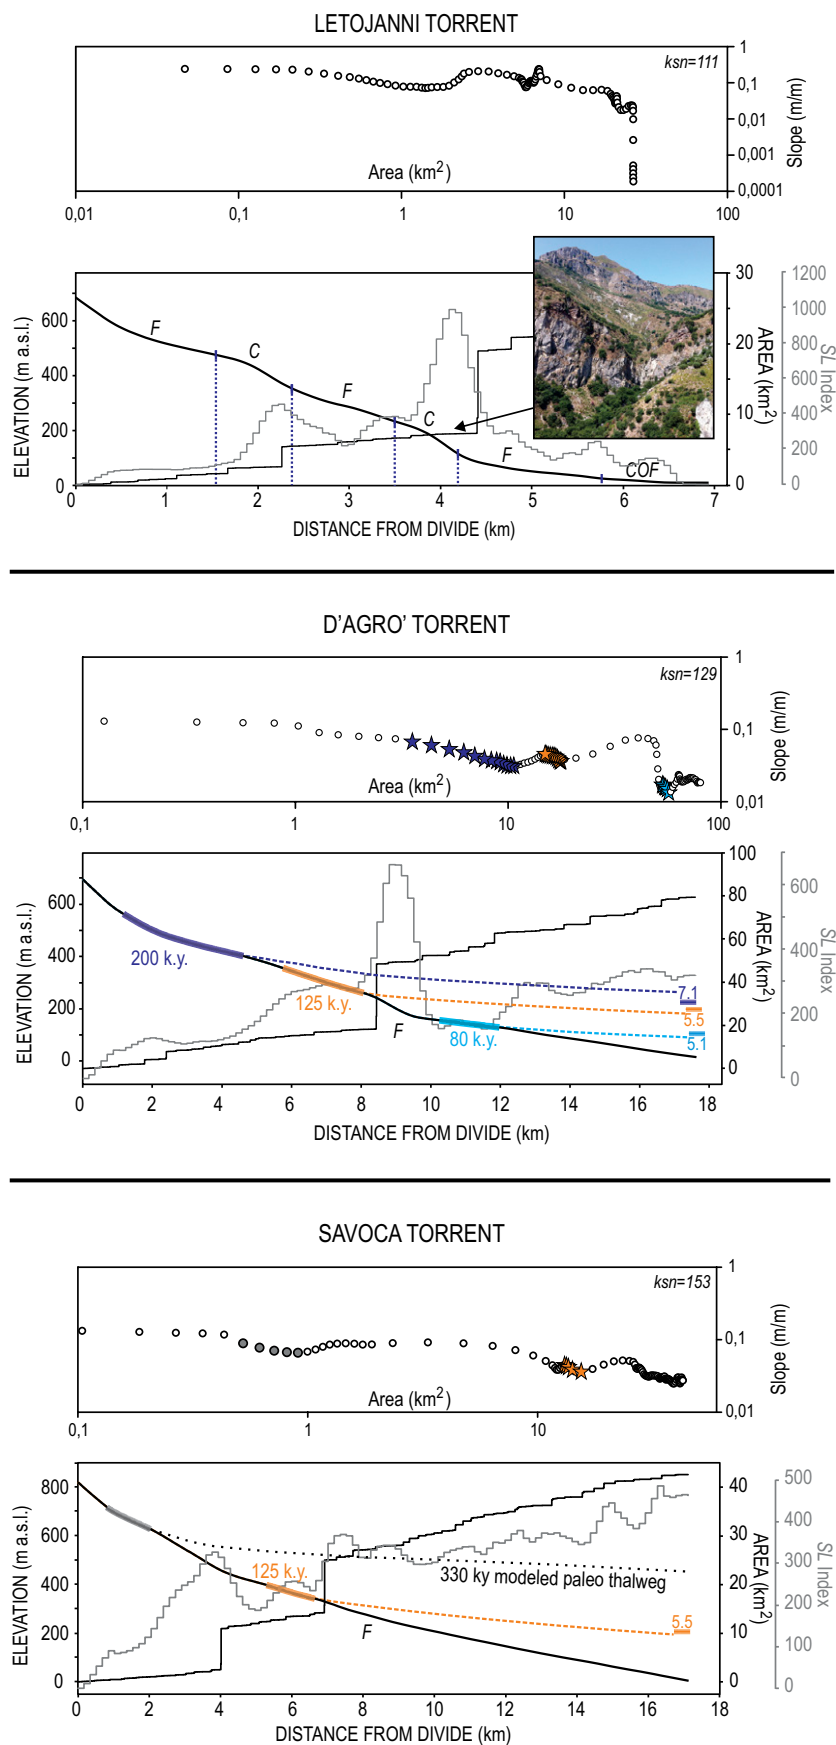 LETOJANNI TORRENT
ksn=111
1
0,1
0,01
0,001
0,0001
Slope (m/m)
Area (km2)
0,01
0,1
1
10
100
ELEVATION (m a.s.l.)
600
400
200
0
F
C
F
C
F
COF
30
20
10
0
AREA (km2)
1200
1000
800
600
400
200
0
SL Index
0
1
2
3
4
5
6
7
DISTANCE FROM DIVIDE (km)
D'AGRO' TORRENT
ksn=129
1
0,1
0,01
Slope (m/m)
Area (km2)
0,1
1
10
100
ELEVATION (m a.s.l.)
600
400
200
0
200 k.y.
125 k.y.
F
80 k.y.
7.1
5.5
5.1
100
80
60
40
20
0
AREA (km2)
600
400
200
0
SL Index
0
2
4
6
8
10
12
14
16
18
DISTANCE FROM DIVIDE (km)
SAVOCA TORRENT
ksn=153
1
0,1
0,01
Slope (m/m)
Area (km2)
0,1
1
10
ELEVATION (m a.s.l.)
800
600
400
200
0
125 k.y.
330 ky modeled paleo thalweg
F
5.5
40
30
20
10
0
AREA (km2)
500
400
300
200
100
0
SL Index
0
2
4
6
8
10
12
14
16
18
DISTANCE FROM DIVIDE (km)